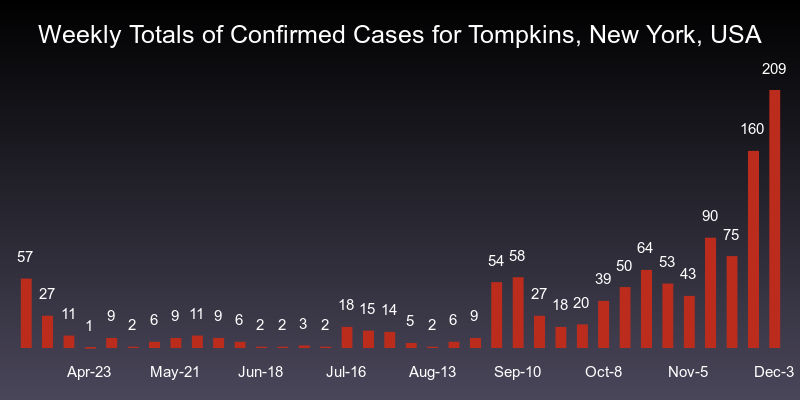 Weekly Totals of Confirmed Cases for Tompkins, New York, USA
57 27 11 1 9 2 6 9 11 9 6 2 2 3 2 18 15 14 5 2 6 9 54 58 27 18 20 39 50 64 53 43 90 75 160 209
Apr-23 May-21 Jun-18 Jul-16 Aug-13 Sep-10 Oct-8 Nov-5 Dec-3